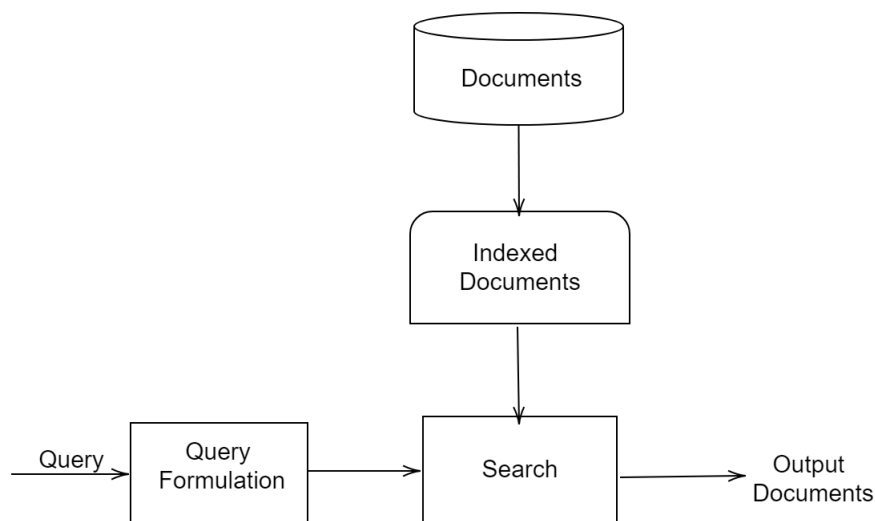 Documents
Indexed
Documents
Query
Query
Formulation
Search
Output
Documents